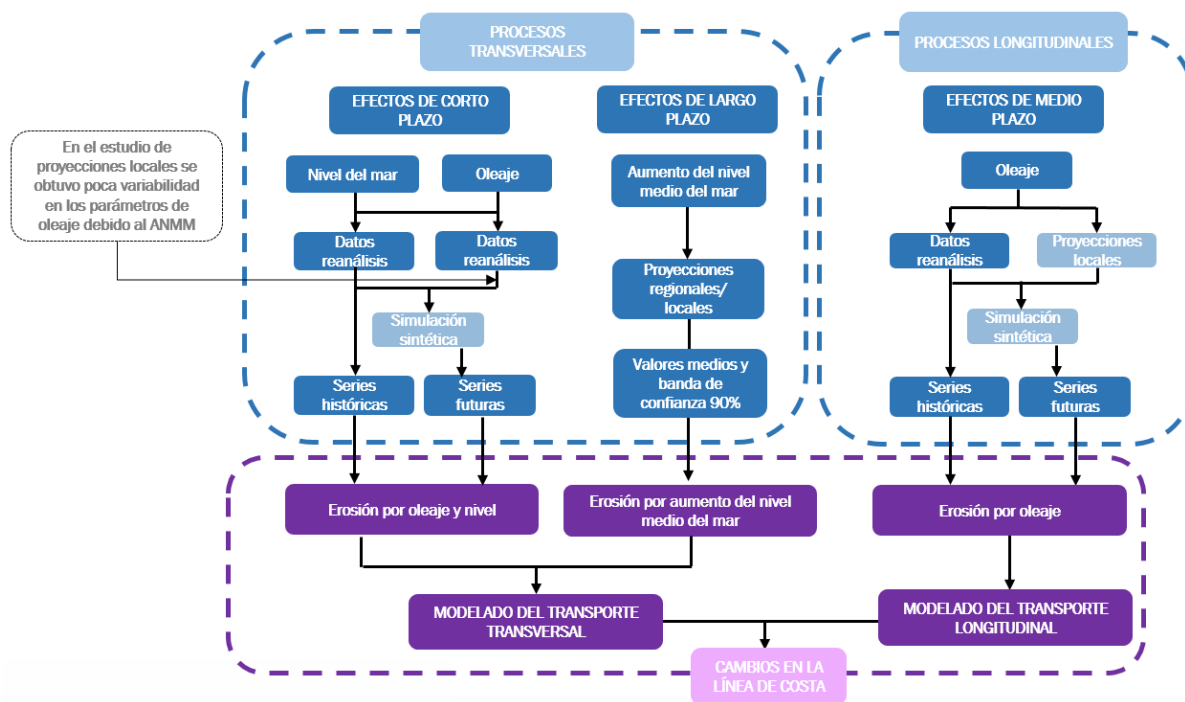 PROCESOS
TRANSVERSALES
PROCESOS LONGITUDINALES
EFECTOS DE CORTO
PLAZO
EFECTOS DE LARGO
PLAZO
EFECTOS DE MEDIO
PLAZO
En el estudio de
proyecciones locales se
obtuvo poca variabilidad
en los parámetros de
oleaje debido al ANMM
Nivel del mar
Oleaje
Aumento del nivel
medio del mar
Oleaje
Datos
reanálisis
Datos
reanálisis
Proyecciones
regionales/
locales
Datos
reanálisis
Proyecciones
locales
Simulación
sintética
Simulación
sintética
Series
históricas
Series
futuras
Valores medios y
banda de
confianza 90%
Series
históricas
Series
futuras
Erosión por oleaje y nivel
Erosión por aumento del nivel
medio del mar
Erosión por oleaje
MODELADO DEL TRANSPORTE
TRANSVERSAL
MODELADO DEL TRANSPORTE
LONGITUDINAL
CAMBIOS EN LA
LÍNEA DE COSTA